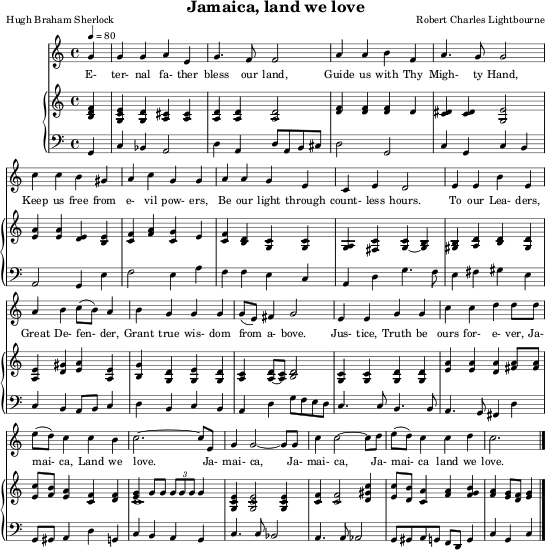 Jamaica, land we love
Hugh Braham Sherlock
Robert Charles Lightbourne
♩ = 80
E- ter- nal fa- ther bless our land, Guide us with Thy Migh- ty Hand,
Keep us free from e- vil pow- ers, Be our light through count- less hours. To our Lea- ders,
Great De- fen- der, Grant true wis- dom from a- bove. Jus- tice, Truth be ours for- e- ver, Ja-
mai- ca, Land we love. Ja- mai- ca, Ja- mai- ca, Ja- mai- ca land we love.
3